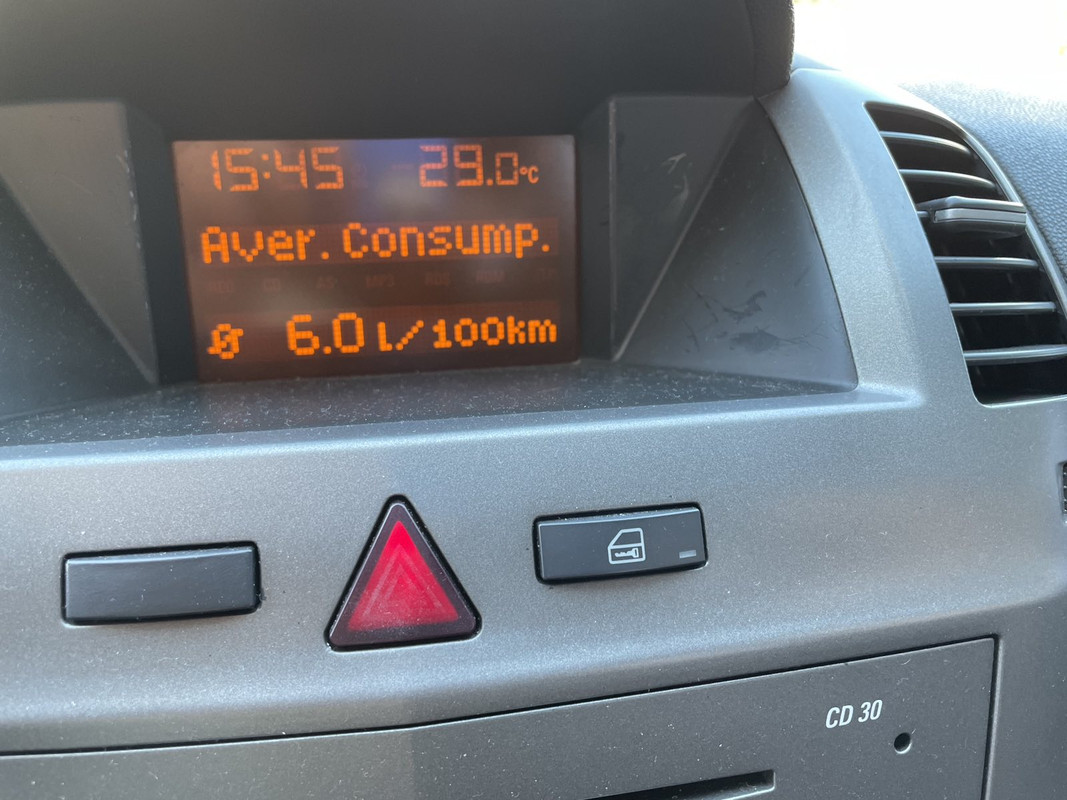 15:45 29.0°C
Aver.Consump.
6.0 l/100km
CD 30